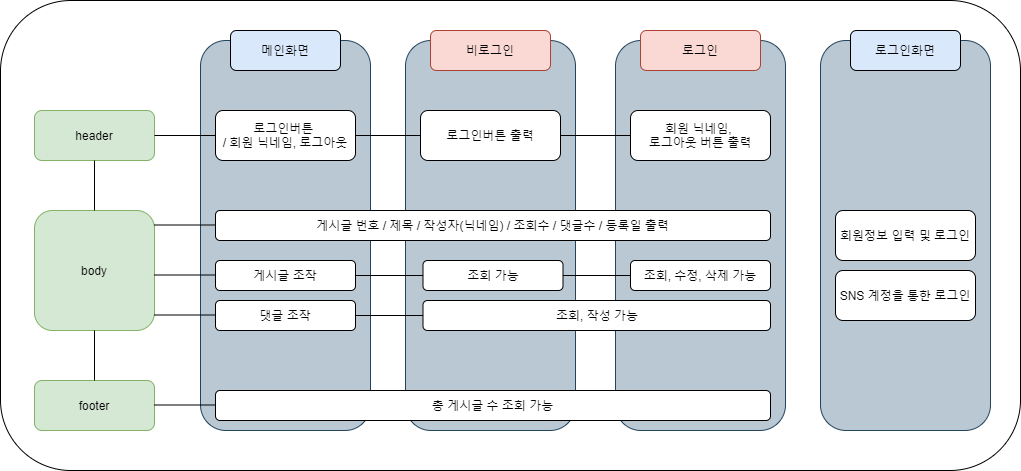 메인화면
비로그인
로그인
로그인화면
header
로그인버튼
/ 회원 닉네임, 로그아웃
로그인버튼 출력
회원 닉네임,
로그아웃 버튼 출력
body
게시글 번호 / 제목 / 작성자(닉네임) / 조회수 / 댓글수 / 등록일 출력
회원정보 입력 및 로그인
게시글 조작
조회 가능
조회, 수정, 삭제 가능
SNS 계정을 통한 로그인
댓글 조작
조회, 작성 가능
footer
총 게시글 수 조회 가능